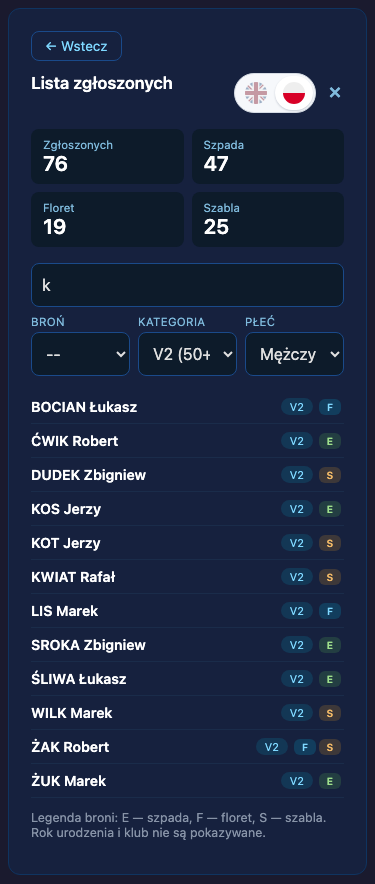 ← Wstecz
Lista zgłoszonych
×
Zgłoszonych
76
Szpada
47
Floret
19
Szabla
25
k
BROŃ
KATEGORIA
PŁEĆ
--
V2 (50+
Mężczy
BOCIAN Łukasz V2 F
ĆWIK Robert V2 E
DUDEK Zbigniew V2 S
KOS Jerzy V2 E
KOT Jerzy V2 S
KWIAT Rafał V2 S
LIS Marek V2 F
SROKA Zbigniew V2 E
ŚLIWA Łukasz V2 E
WILK Marek V2 S
ŻAK Robert V2 F S
ŻUK Marek V2 E
Legenda broni: E — szpada, F — floret, S — szabla.
Rok urodzenia i klub nie są pokazywane.